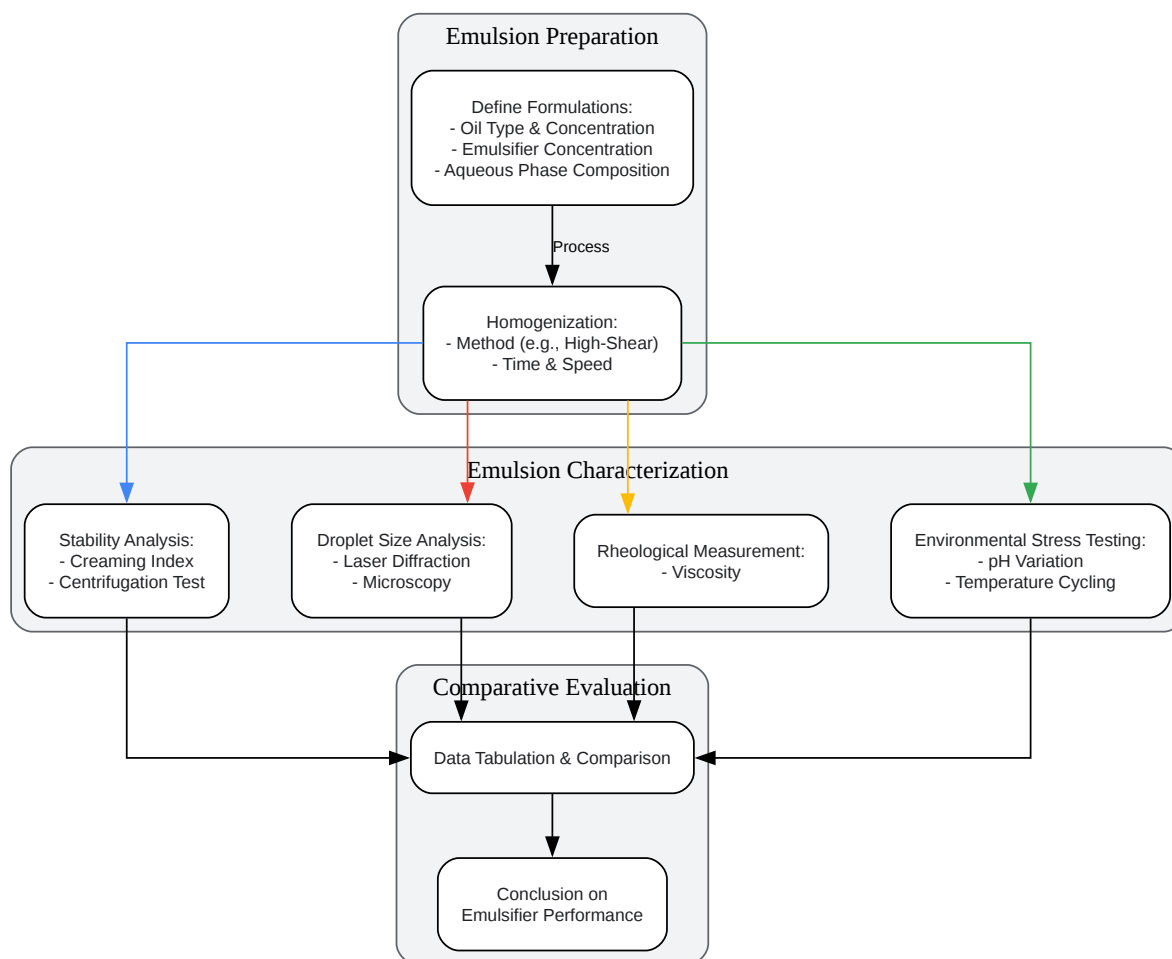 Emulsion Preparation
Define Formulations:
- Oil Type & Concentration
- Emulsifier Concentration
- Aqueous Phase Composition
Process
Homogenization:
- Method (e.g., High-Shear)
- Time & Speed
Emulsion Characterization
Stability Analysis:
- Creaming Index
- Centrifugation Test
Droplet Size Analysis:
- Laser Diffraction
- Microscopy
Rheological Measurement:
- Viscosity
Environmental Stress Testing:
- pH Variation
- Temperature Cycling
Comparative Evaluation
Data Tabulation & Comparison
Conclusion on
Emulsifier Performance